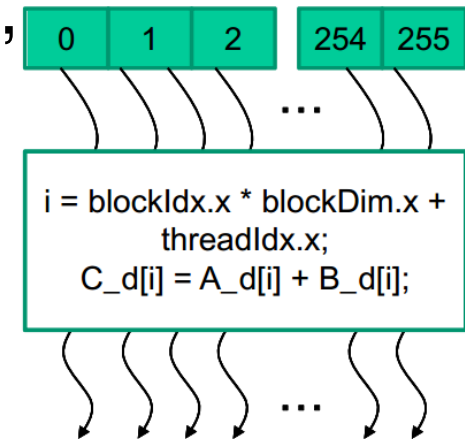 , 0 1 2 254 255
...
i = blockIdx.x * blockDim.x +
threadIdx.x;
C_d[i] = A_d[i] + B_d[i];
...